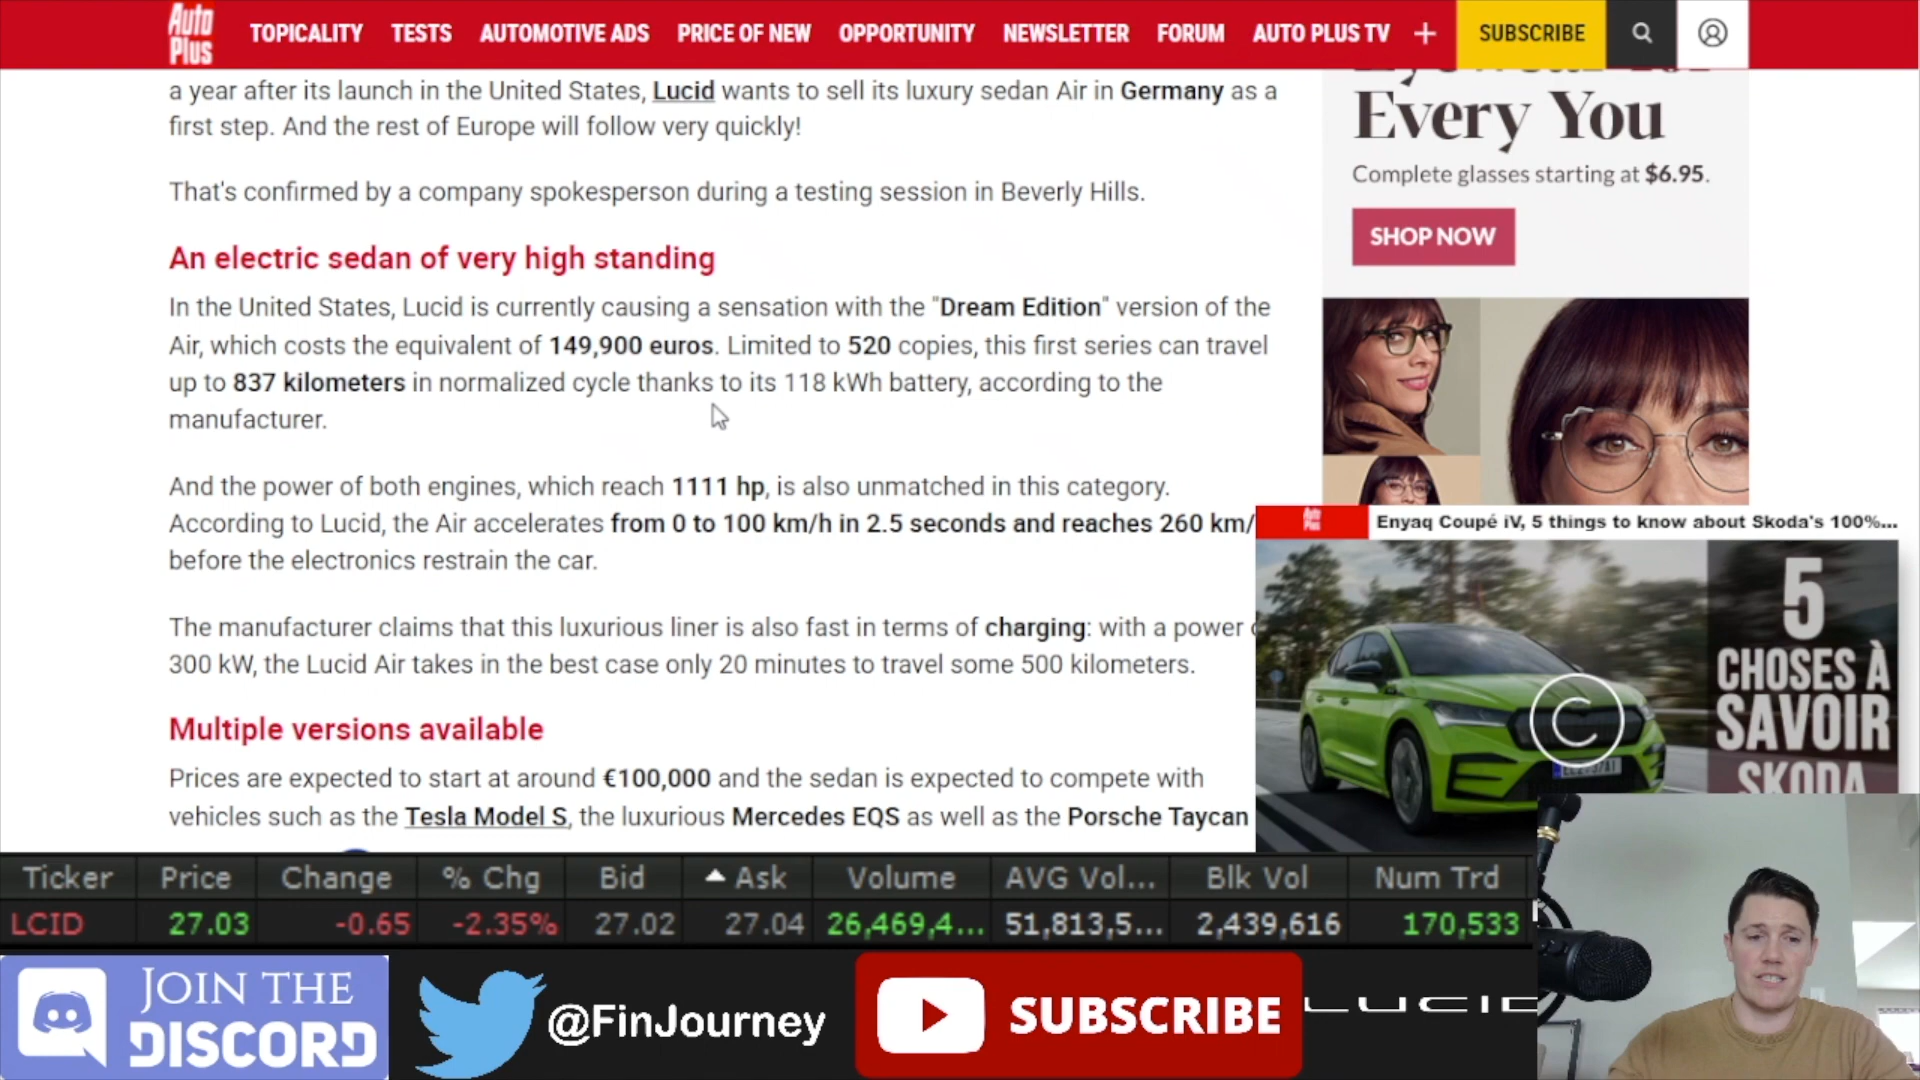 Auto Plus
TOPICALITY TESTS AUTOMOTIVE ADS PRICE OF NEW OPPORTUNITY NEWSLETTER FORUM AUTO PLUS TV + SUBSCRIBE
a year after its launch in the United States, Lucid wants to sell its luxury sedan Air in Germany as a
first step. And the rest of Europe will follow very quickly!
That's confirmed by a company spokesperson during a testing session in Beverly Hills.
An electric sedan of very high standing
In the United States, Lucid is currently causing a sensation with the "Dream Edition" version of the
Air, which costs the equivalent of 149,900 euros. Limited to 520 copies, this first series can travel
up to 837 kilometers in normalized cycle thanks to its 118 kWh battery, according to the
manufacturer.
And the power of both engines, which reach 1111 hp, is also unmatched in this category.
According to Lucid, the Air accelerates from 0 to 100 km/h in 2.5 seconds and reaches 260 km/
before the electronics restrain the car.
The manufacturer claims that this luxurious liner is also fast in terms of charging: with a power
300 kW, the Lucid Air takes in the best case only 20 minutes to travel some 500 kilometers.
Multiple versions available
Prices are expected to start at around €100,000 and the sedan is expected to compete with
vehicles such as the Tesla Model S, the luxurious Mercedes EQS as well as the Porsche Taycan
Every You
Complete glasses starting at $6.95.
SHOP NOW
Auto Plus
Enyaq Coupé iV, 5 things to know about Skoda's 100%...
5
CHOSES À
SAVOIR
SKODA
Ticker Price Change % Chg Bid Ask Volume AVG Vol... Blk Vol Num Trd
LCID 27.03 -0.65 -2.35% 27.02 27.04 26,469,4... 51,813,5... 2,439,616 170,533
JOIN THE
DISCORD
@FinJourney
SUBSCRIBE
LUCID